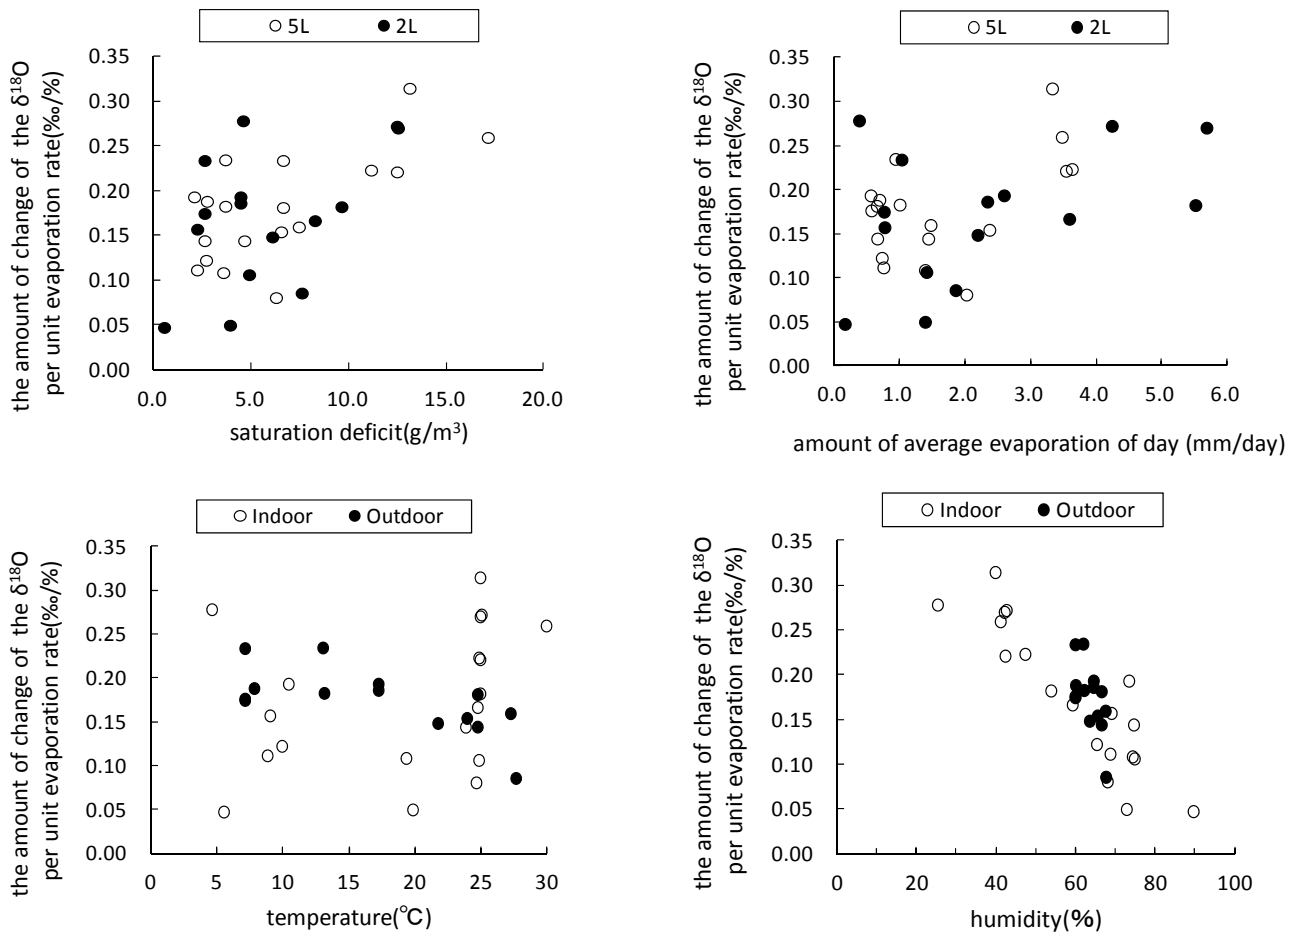 ○ 5L ● 2L
the amount of change of the δ¹⁸O
per unit evaporation rate(‰/%)
0.35
0.30
0.25
0.20
0.15
0.10
0.05
0.00
0.0 5.0 10.0 15.0 20.0
saturation deficit(g/m³)
○ 5L ● 2L
the amount of change of the δ¹⁸O
per unit evaporation rate(‰/%)
0.35
0.30
0.25
0.20
0.15
0.10
0.05
0.00
0.0 1.0 2.0 3.0 4.0 5.0 6.0
amount of average evaporation of day (mm/day)
○ Indoor ● Outdoor
the amount of change of the δ¹⁸O
per unit evaporation rate(‰/%)
0.35
0.30
0.25
0.20
0.15
0.10
0.05
0.00
0 5 10 15 20 25 30
temperature(℃)
○ Indoor ● Outdoor
the amount of change of the δ¹⁸O
per unit evaporation rate(‰/%)
0.35
0.30
0.25
0.20
0.15
0.10
0.05
0.00
0 20 40 60 80 100
humidity(%)